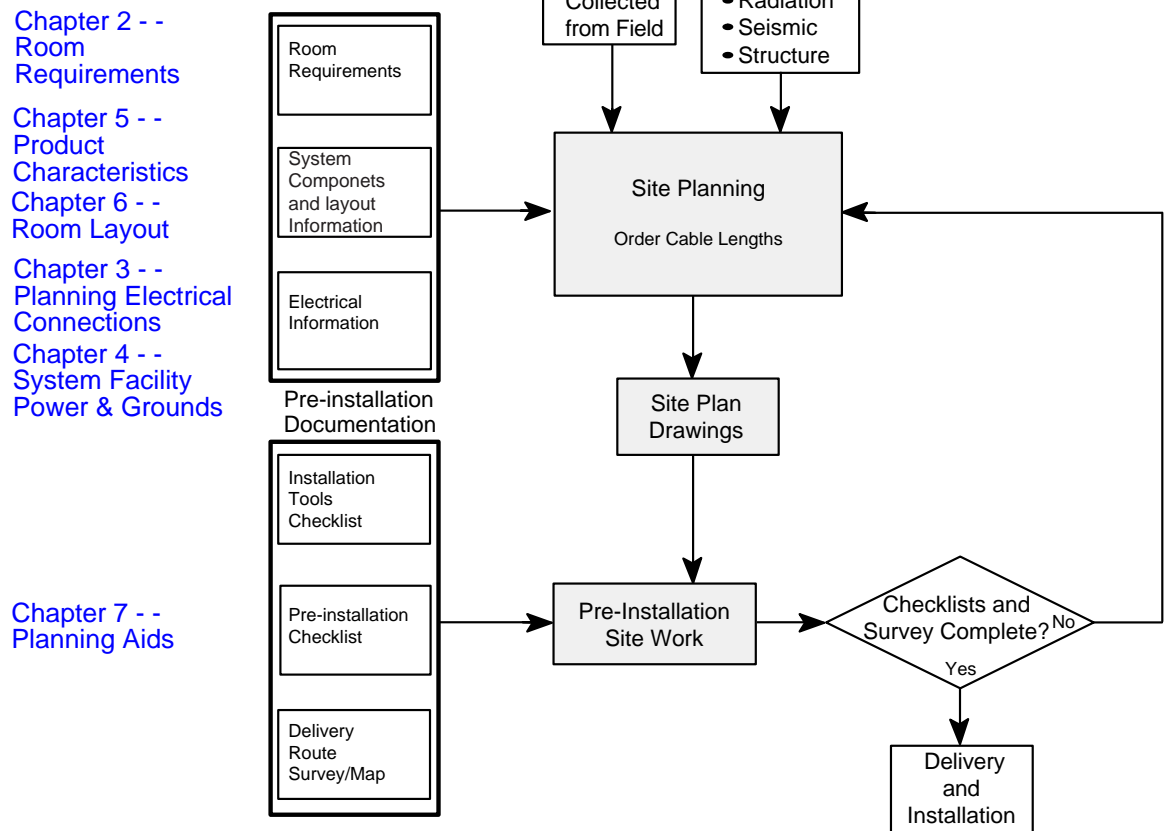 Chapter 2 - -
Room
Requirements
Chapter 5 - -
Product
Characteristics
Chapter 6 - -
Room Layout
Chapter 3 - -
Planning Electrical
Connections
Chapter 4 - -
System Facility
Power & Grounds
Chapter 7 - -
Planning Aids
Room
Requirements
System
Componets
and layout
Information
Electrical
Information
Pre-installation
Documentation
Installation
Tools
Checklist
Pre-installation
Checklist
Delivery
Route
Survey/Map
Collected
from Field
• Radiation
• Seismic
• Structure
Site Planning
Order Cable Lengths
Site Plan
Drawings
Pre-Installation
Site Work
Checklists and
Survey Complete?
No
Yes
Delivery
and
Installation